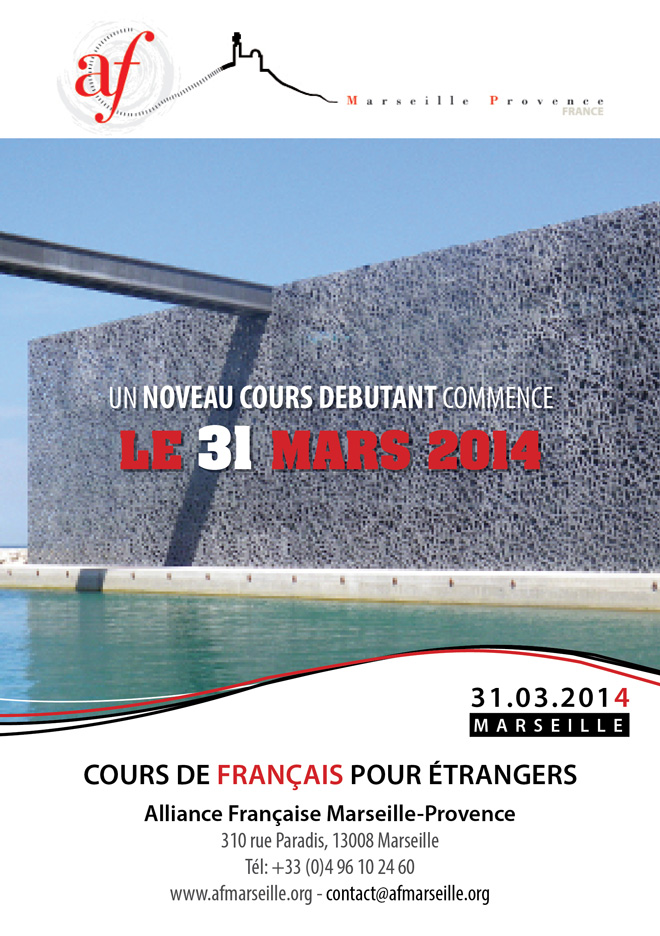 af
Marseille Provence
FRANCE
UN NOVEAU COURS DEBUTANT COMMENCE
LE 31 MARS 2014
31.03.2014
MARSEILLE
COURS DE FRANÇAIS POUR ÉTRANGERS
Alliance Française Marseille-Provence
310 rue Paradis, 13008 Marseille
Tél: +33 (0)4 96 10 24 60
www.afmarseille.org - contact@afmarseille.org